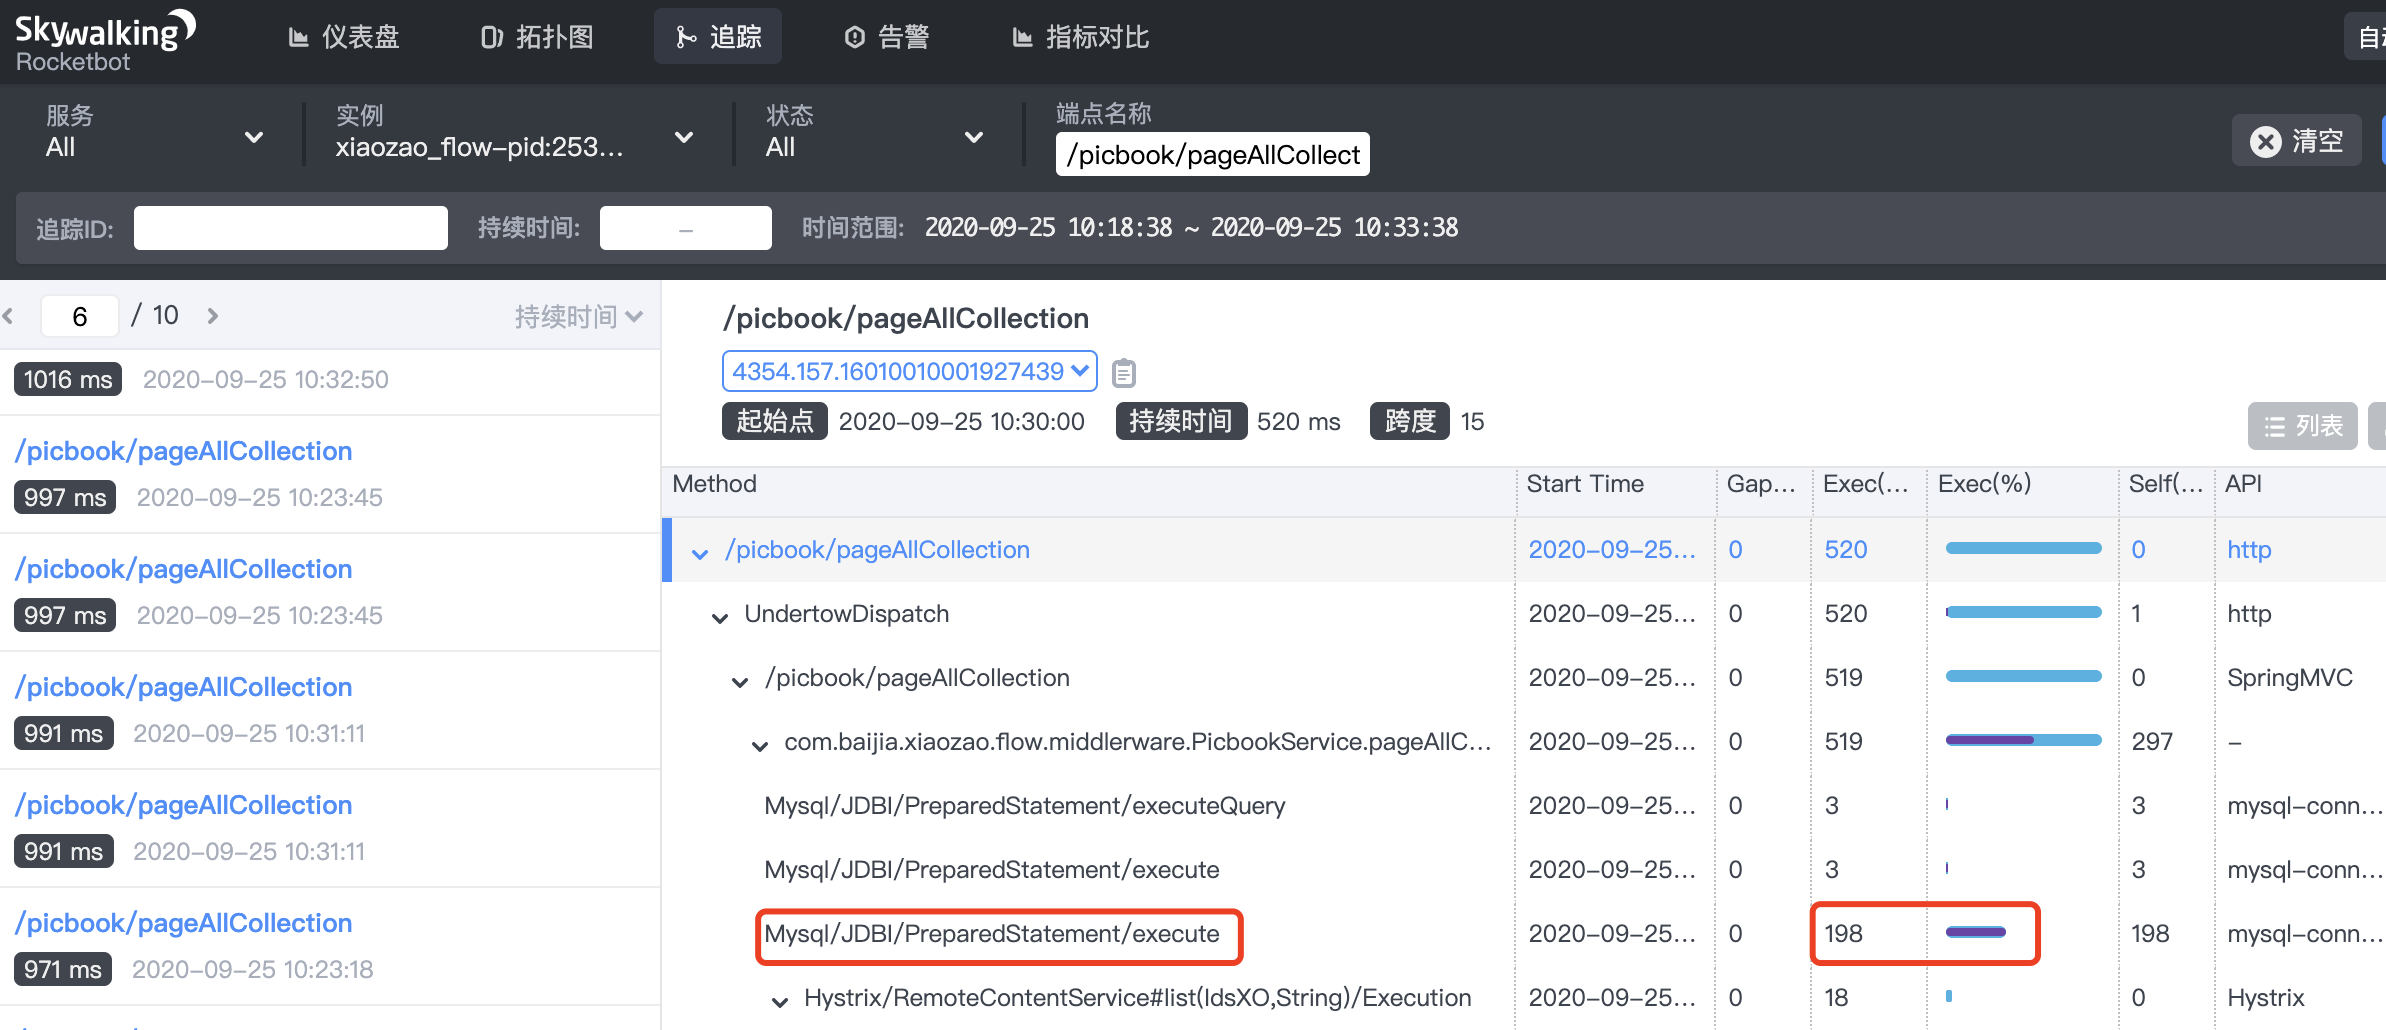 Skywalking
Rocketbot
仪表盘
拓扑图
追踪
告警
指标对比
服务
All
实例
xiaozao_flow-pid:253...
状态
All
端点名称
/picbook/pageAllCollect
清空
追踪ID:
持续时间:
–
时间范围:
2020-09-25 10:18:38 ~ 2020-09-25 10:33:38
6 / 10
持续时间
1016 ms 2020-09-25 10:32:50
/picbook/pageAllCollection
997 ms 2020-09-25 10:23:45
/picbook/pageAllCollection
997 ms 2020-09-25 10:23:45
/picbook/pageAllCollection
991 ms 2020-09-25 10:31:11
/picbook/pageAllCollection
991 ms 2020-09-25 10:31:11
/picbook/pageAllCollection
971 ms 2020-09-25 10:23:18
/picbook/pageAllCollection
4354.157.16010010001927439
起始点 2020-09-25 10:30:00 持续时间 520 ms 跨度 15
列表
Method Start Time Gap... Exec(... Exec(%) Self(... API
/picbook/pageAllCollection 2020-09-25... 0 520 0 http
UndertowDispatch 2020-09-25... 0 520 1 http
/picbook/pageAllCollection 2020-09-25... 0 519 0 SpringMVC
com.baijia.xiaozao.flow.middlerware.PicbookService.pageAllC... 2020-09-25... 0 519 297 –
Mysql/JDBI/PreparedStatement/executeQuery 2020-09-25... 0 3 3 mysql-conn...
Mysql/JDBI/PreparedStatement/execute 2020-09-25... 0 3 3 mysql-conn...
Mysql/JDBI/PreparedStatement/execute 2020-09-25... 0 198 198 mysql-conn...
Hystrix/RemoteContentService#list(IdsXO,String)/Execution 2020-09-25... 0 18 0 Hystrix